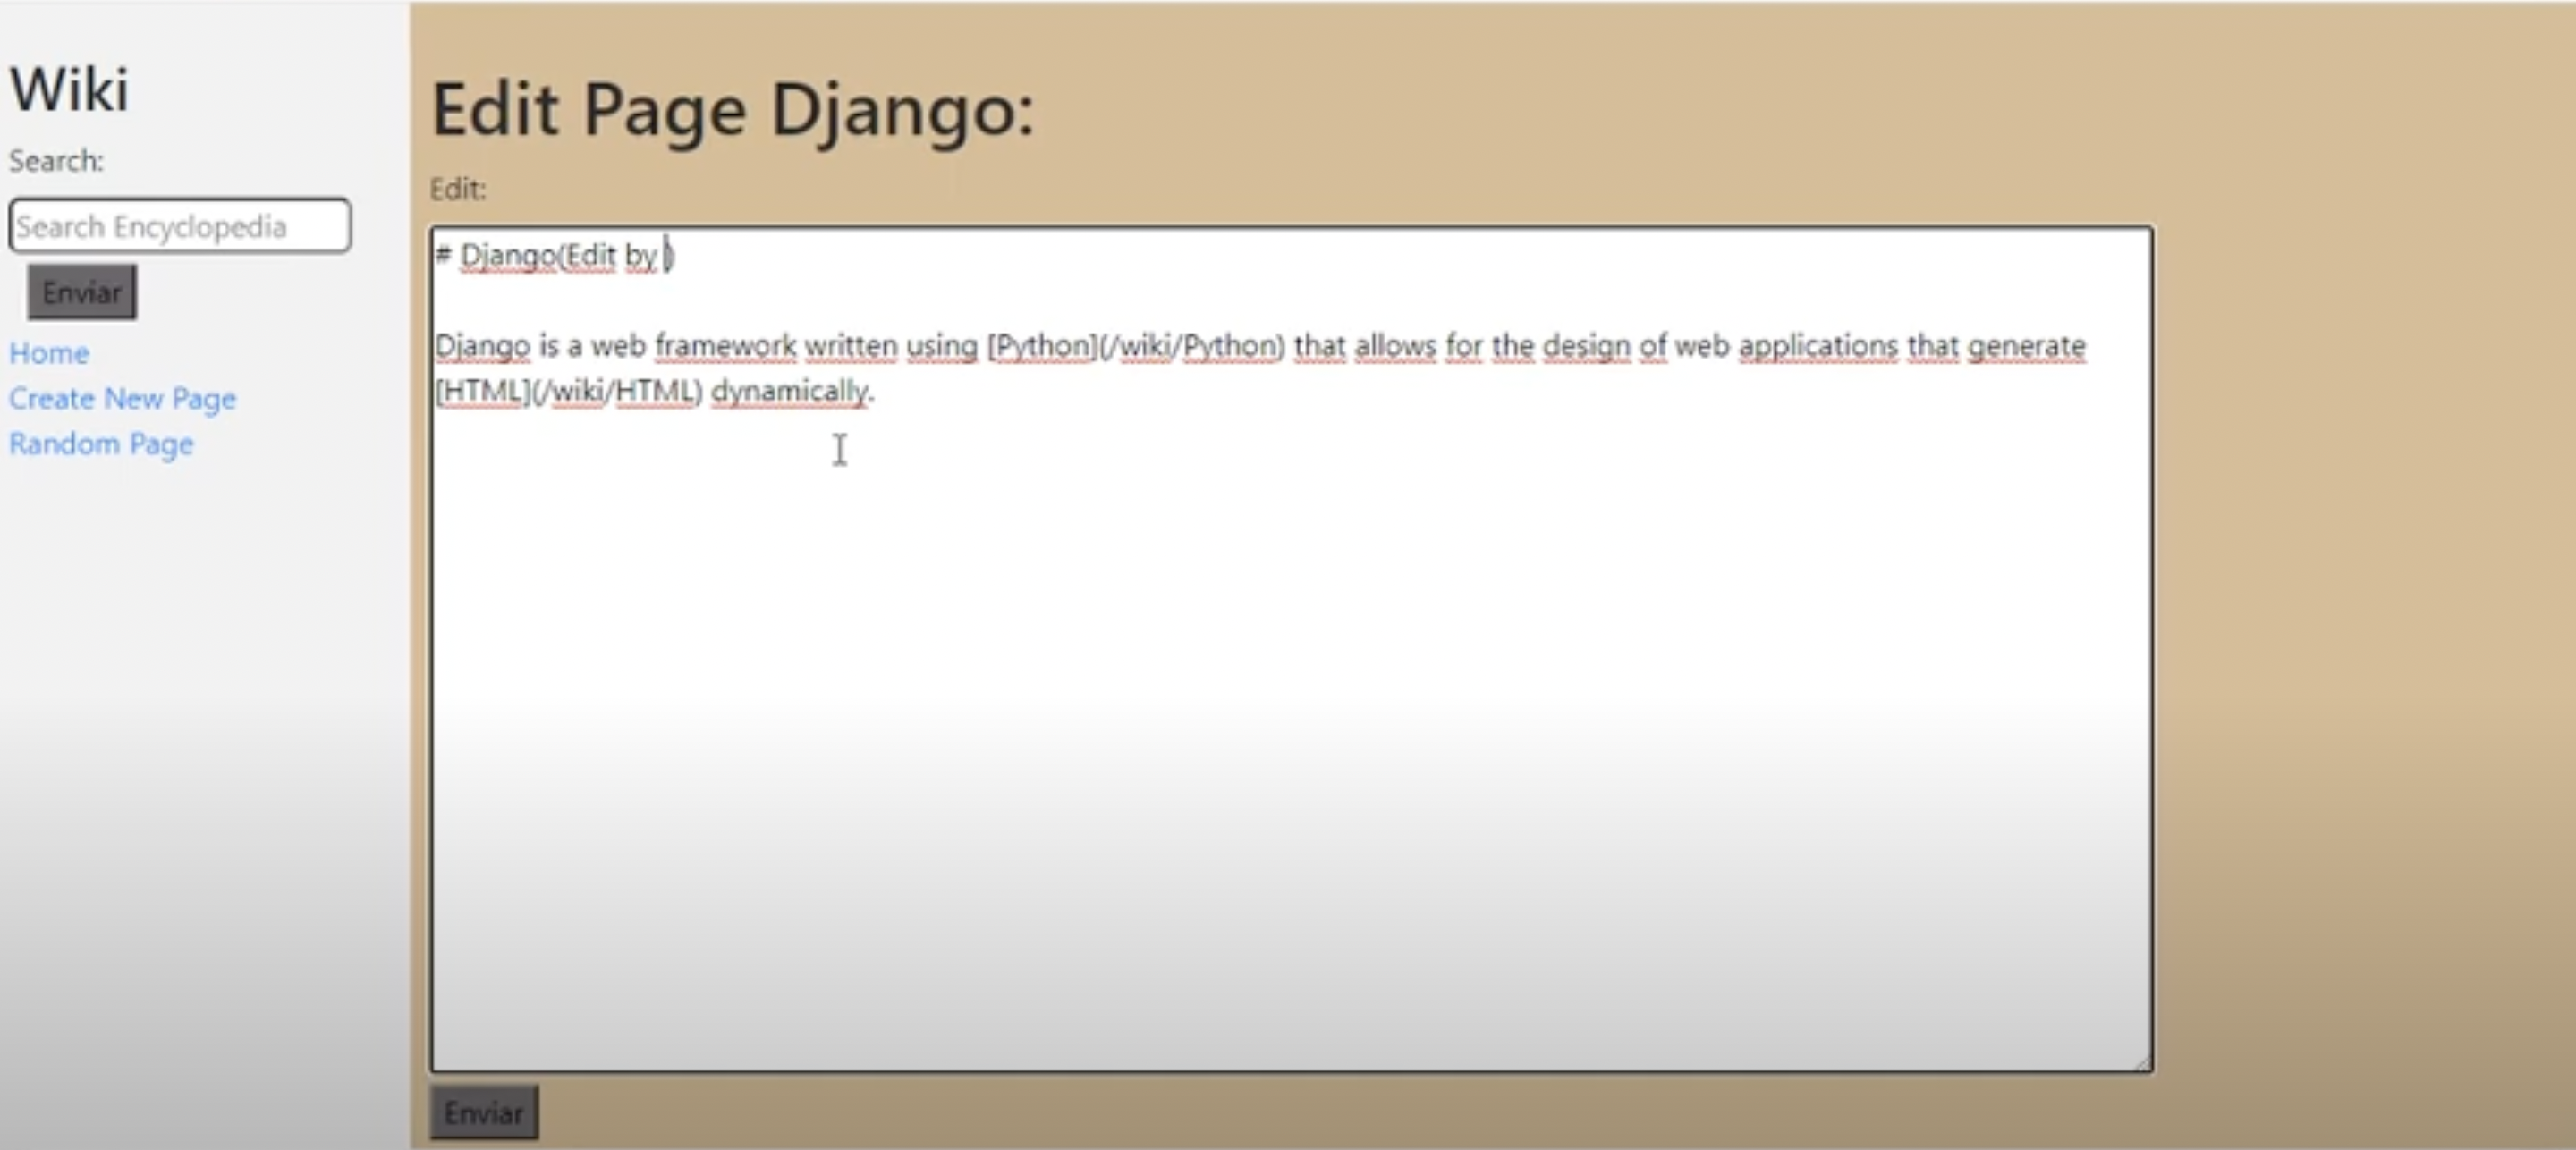 Wiki
Search:
Search Encyclopedia
Enviar
Home
Create New Page
Random Page
Edit Page Django:
Edit:
# Django(Edit by )
Django is a web framework written using [Python](/wiki/Python) that allows for the design of web applications that generate
[HTML](/wiki/HTML) dynamically.
Enviar